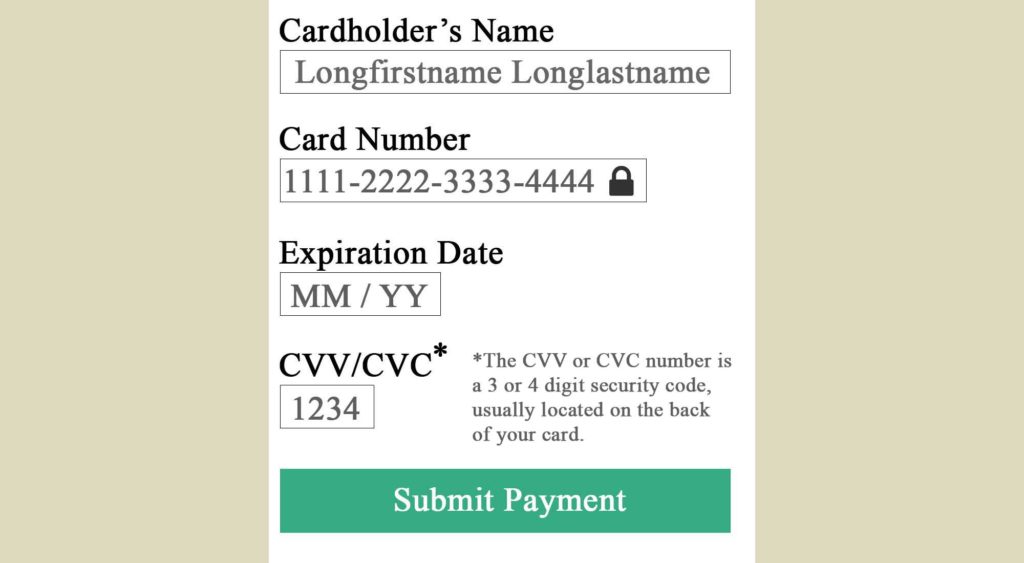 Cardholder’s Name
Longfirstname Longlastname
Card Number
1111-2222-3333-4444
Expiration Date
MM / YY
CVV/CVC*
1234
*The CVV or CVC number is
a 3 or 4 digit security code,
usually located on the back
of your card.
Submit Payment